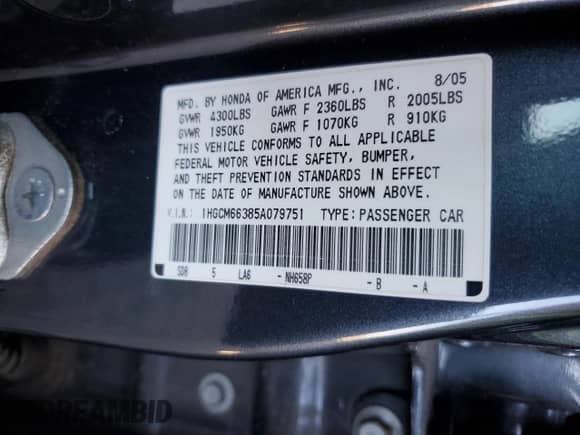 MFD. BY HONDA OF AMERICA MFG., INC. 8/05
GVWR 4300LBS GAWR F 2360LBS R 2005LBS
GVWR 1950KG GAWR F 1070KG R 910KG
THIS VEHICLE CONFORMS TO ALL APPLICABLE
FEDERAL MOTOR VEHICLE SAFETY, BUMPER,
AND THEFT PREVENTION STANDARDS IN EFFECT
ON THE DATE OF MANUFACTURE SHOWN ABOVE.
V.I.N.: 1HGCM66385A079751 TYPE: PASSENGER CAR
SDR 5 LA6 -NH658P -B -A
DREAMBID